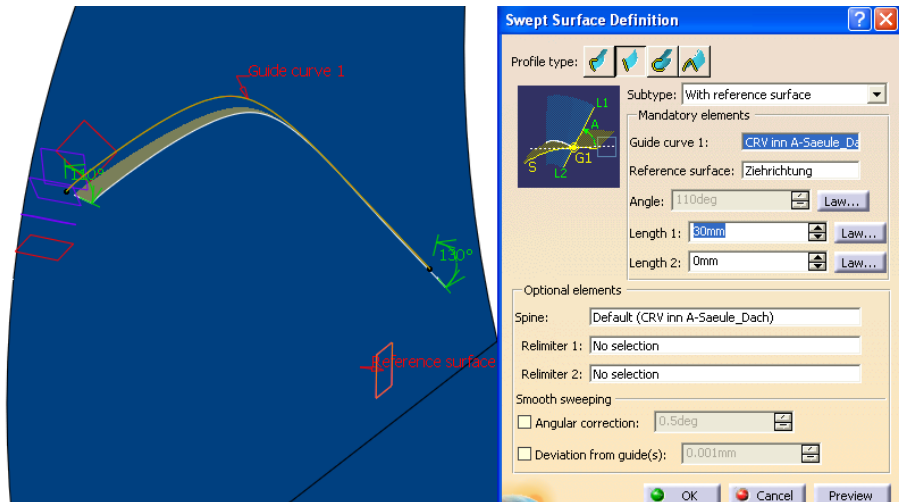 Guide curve 1
110°
130°
Reference surface
Swept Surface Definition
Profile type:
Subtype: With reference surface
L1
A
G1
S
L2
Mandatory elements
Guide curve 1: CRV inn A-Saeule_Da
Reference surface: Ziehrichtung
Angle: 110deg Law...
Length 1: 30mm Law...
Length 2: 0mm Law...
Optional elements
Spine: Default (CRV inn A-Saeule_Dach)
Relimiter 1: No selection
Relimiter 2: No selection
Smooth sweeping
Angular correction: 0.5deg
Deviation from guide(s): 0.001mm
OK Cancel Preview